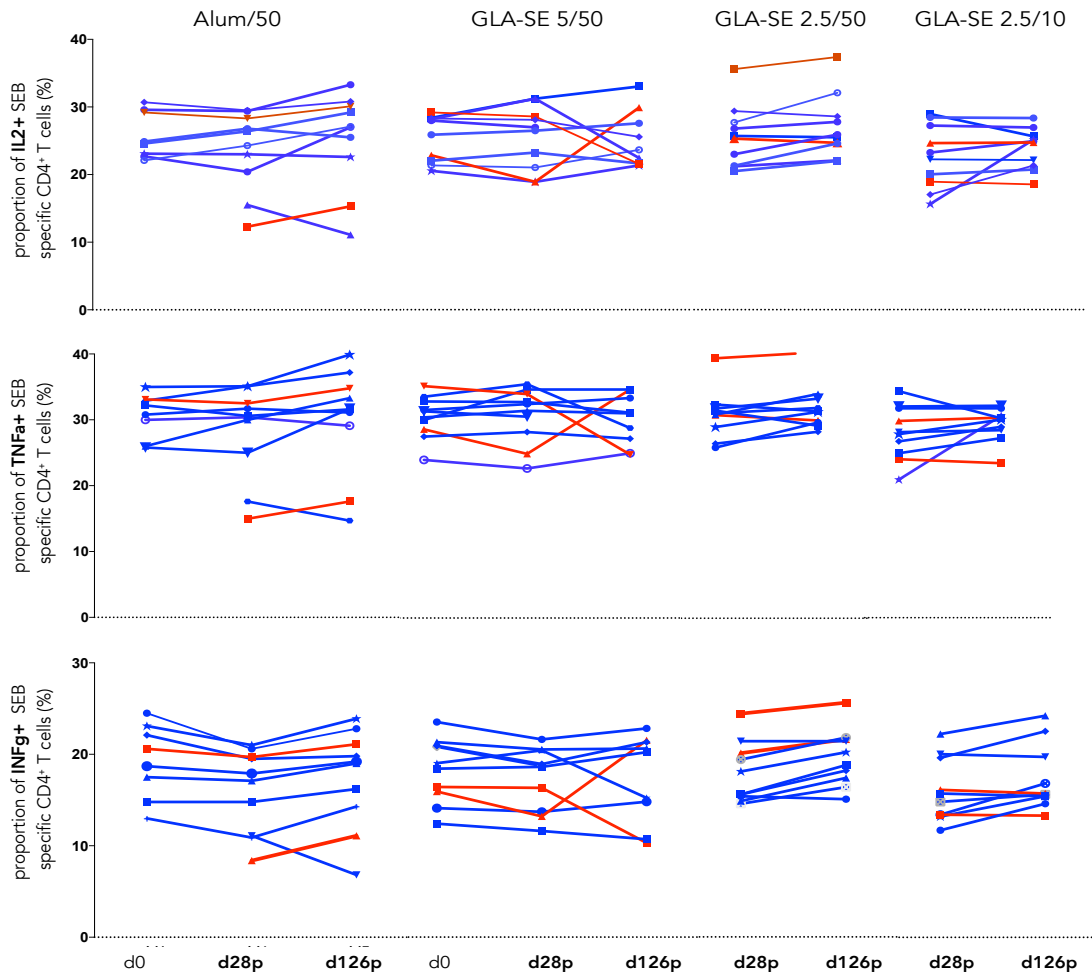 Alum/50 GLA-SE 5/50 GLA-SE 2.5/50 GLA-SE 2.5/10
proportion of IL2+ SEB
specific CD4+ T cells (%)
40
30
20
10
0
proportion of TNFa+ SEB
specific CD4+ T cells (%)
40
30
20
10
0
proportion of INFg+ SEB
specific CD4+ T cells (%)
30
20
10
0
d0 d28p d126p d0 d28p d126p d28p d126p d28p d126p